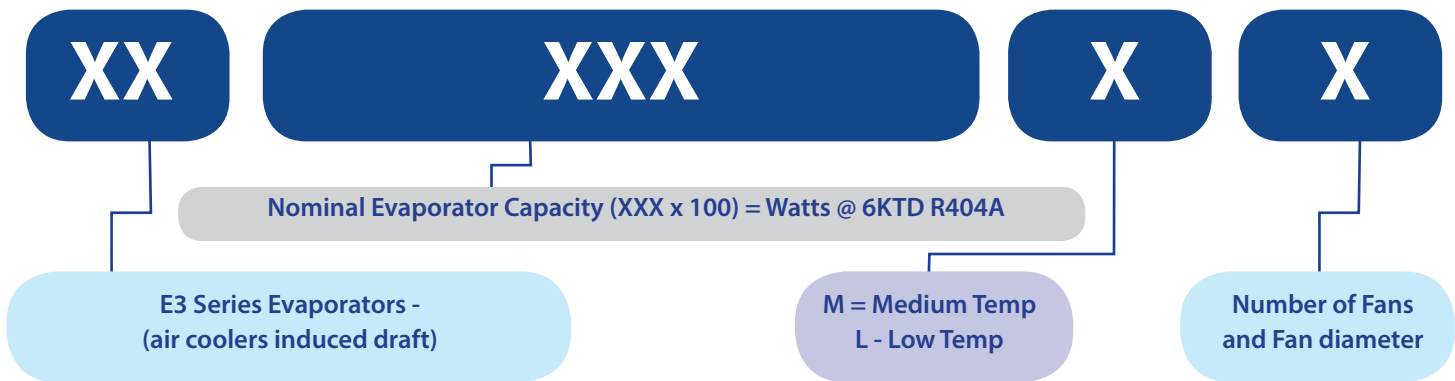 XX XXX X X
Nominal Evaporator Capacity (XXX x 100) = Watts @ 6KTD R404A
E3 Series Evaporators -
(air coolers induced draft)
M = Medium Temp
L - Low Temp
Number of Fans
and Fan diameter